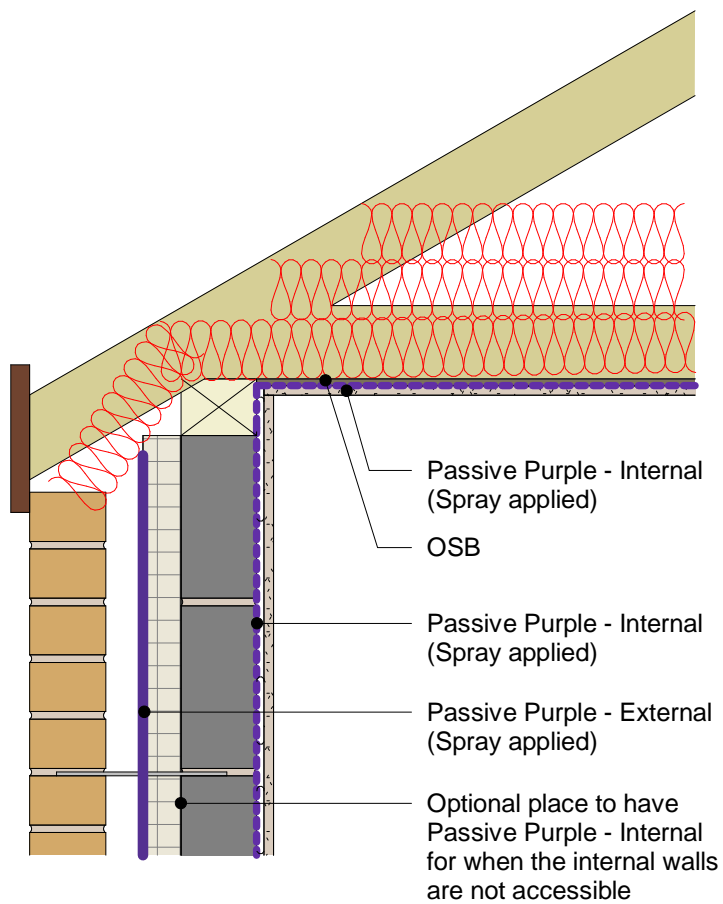 Passive Purple - Internal
(Spray applied)
OSB
Passive Purple - Internal
(Spray applied)
Passive Purple - External
(Spray applied)
Optional place to have
Passive Purple - Internal
for when the internal walls
are not accessible